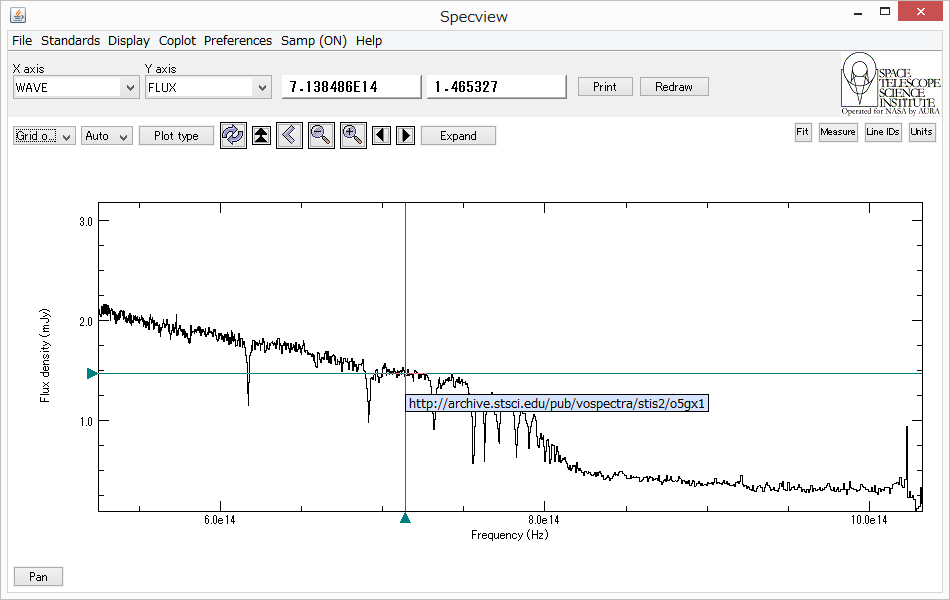 Specview
File Standards Display Coplot Preferences Samp (ON) Help
X axis Y axis
WAVE FLUX 7.138486E14 1.465327 Print Redraw
SPACE
TELESCOPE
SCIENCE
INSTITUTE
Operated for NASA by AURA
Grid o... Auto Plot type Expand Fit Measure Line IDs Units
3.0
2.0
1.0
Flux density (mJy)
http://archive.stsci.edu/pub/vospectra/stis2/o5gx1
6.0e14 8.0e14 10.0e14
Frequency (Hz)
Pan